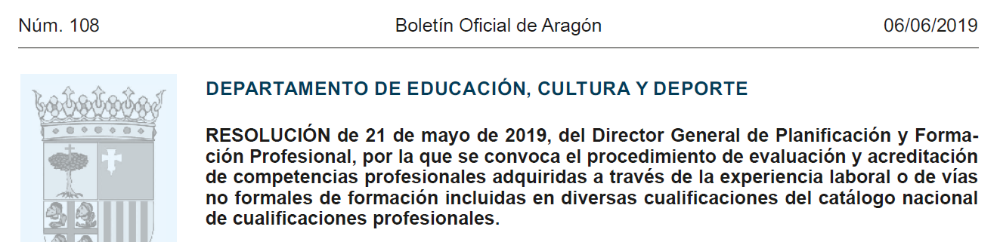 Núm. 108 Boletín Oficial de Aragón 06/06/2019
DEPARTAMENTO DE EDUCACIÓN, CULTURA Y DEPORTE
RESOLUCIÓN de 21 de mayo de 2019, del Director General de Planificación y Forma-
ción Profesional, por la que se convoca el procedimiento de evaluación y acreditación
de competencias profesionales adquiridas a través de la experiencia laboral o de vías
no formales de formación incluidas en diversas cualificaciones del catálogo nacional
de cualificaciones profesionales.